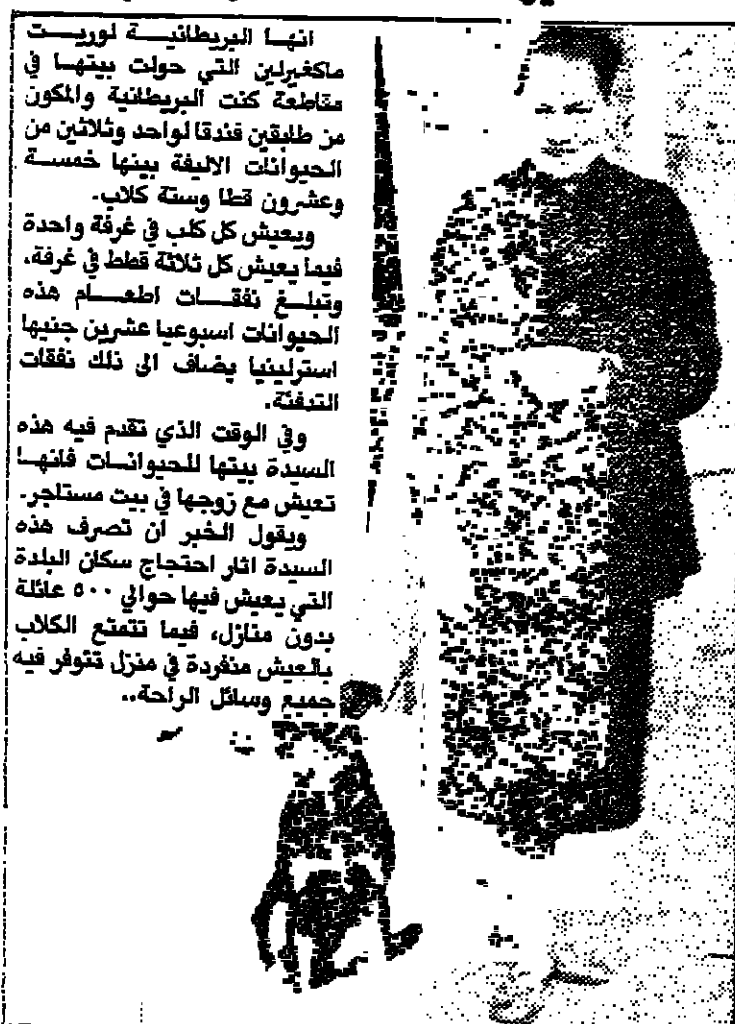 انها البريطانية لوريت
ماكغيرلين التي حولت بيتها في
مقاطعة كنت البريطانية والمكون
من طابقين فندقا لواحد وثلاثين من
الحيوانات الاليفة بينها خمسة
وعشرون قطا وستة كلاب.
ويعيش كل كلب في غرفة واحدة
فيما يعيش كل ثلاثة قطط في غرفة،
وتبلغ نفقات اطعام هذه
الحيوانات اسبوعيا عشرين جنيها
استرلينيا يضاف الى ذلك نفقات
التدفئة.
وفي الوقت الذي تقدم فيه هذه
السيدة بيتها للحيوانات فانها
تعيش مع زوجها في بيت مستاجر.
ويقول الخبر ان تصرف هذه
السيدة اثار احتجاج سكان البلدة
التي يعيش فيها حوالي ٥٠٠ عائلة
بدون منازل، فيما تتمتع الكلاب
بالعيش منفردة في منزل تتوفر فيه
جميع وسائل الراحة..